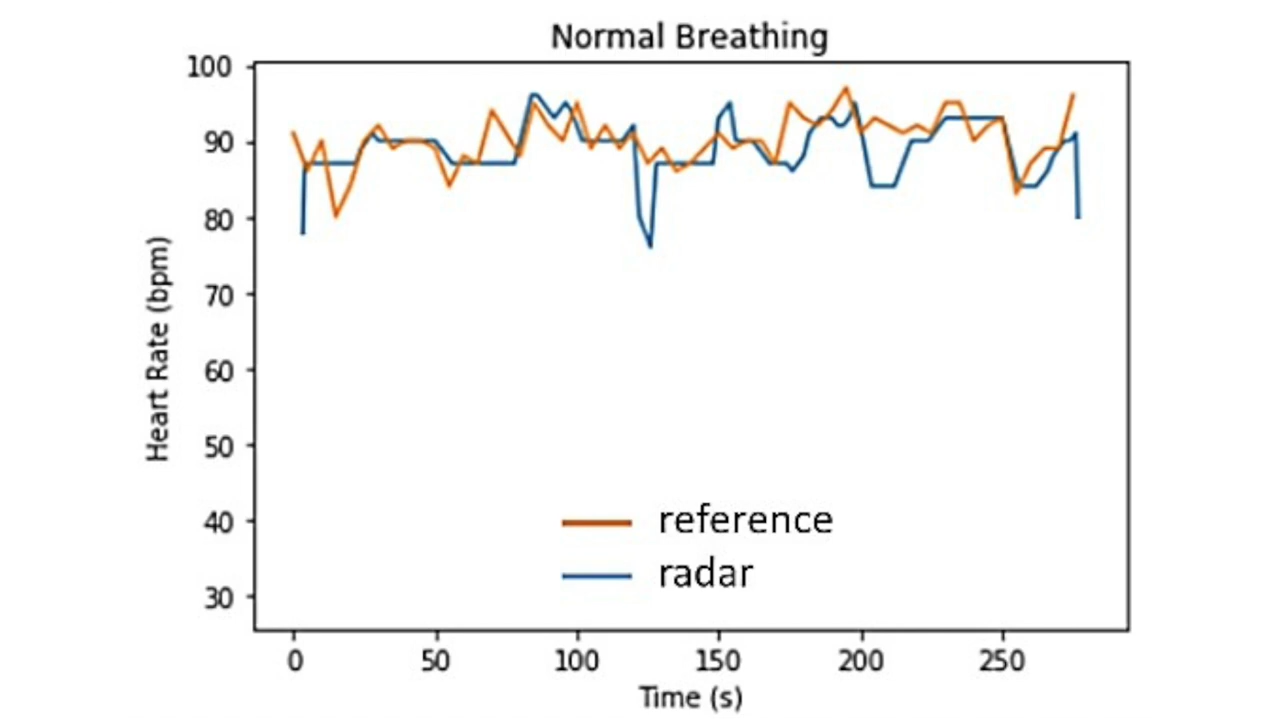 Normal Breathing
100
90
80
70
60
50
40
30
Heart Rate (bpm)
reference
radar
0 50 100 150 200 250
Time (s)